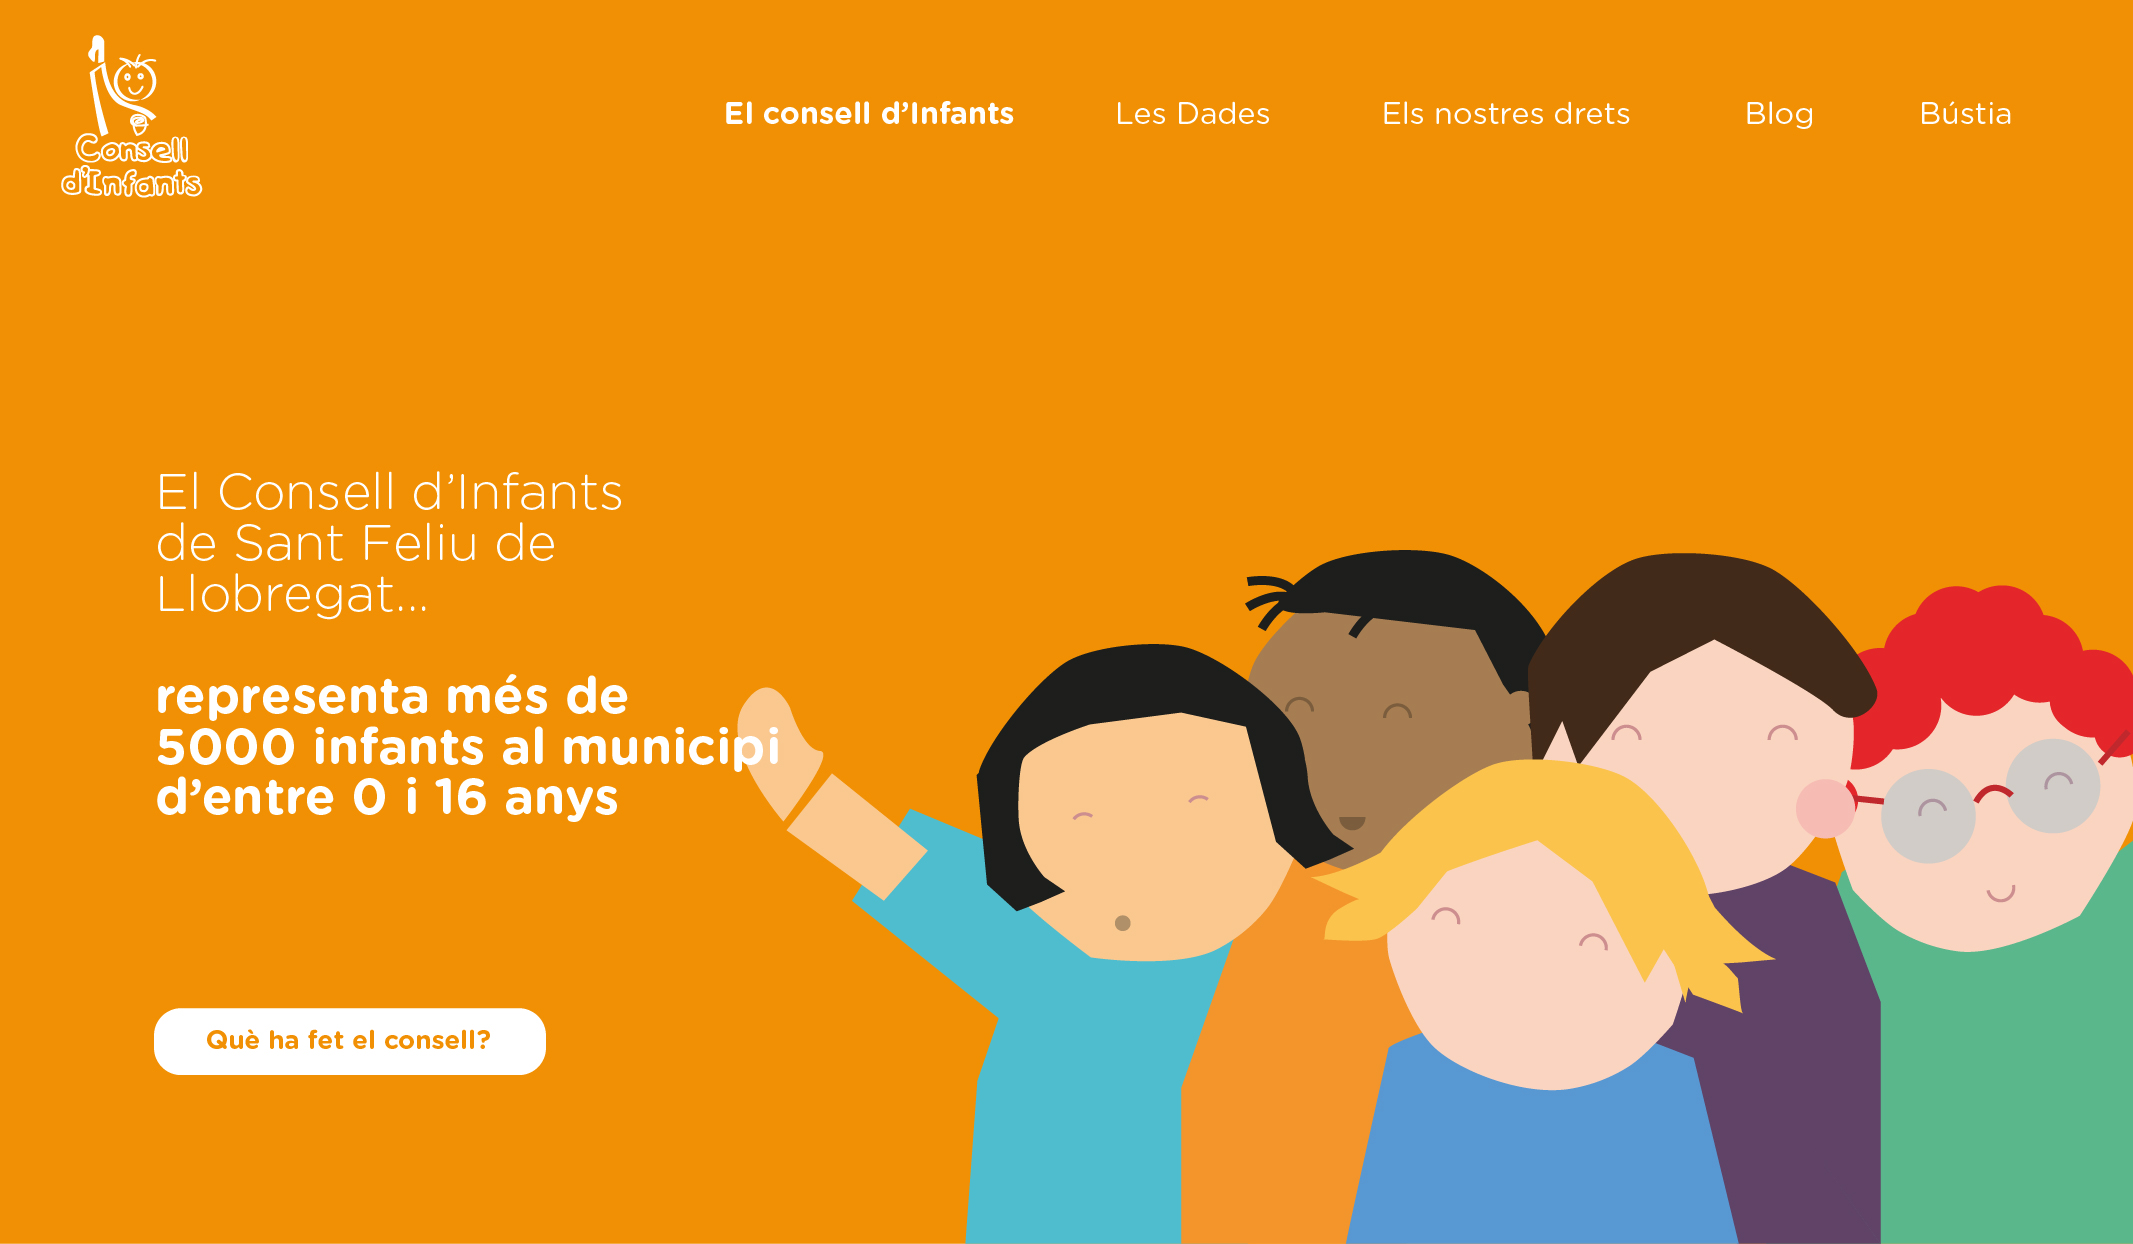 Consell
d'Infants
El consell d’Infants Les Dades Els nostres drets Blog Bústia
El Consell d’Infants
de Sant Feliu de
Llobregat...
representa més de
5000 infants al municipi
d’entre 0 i 16 anys
Què ha fet el consell?